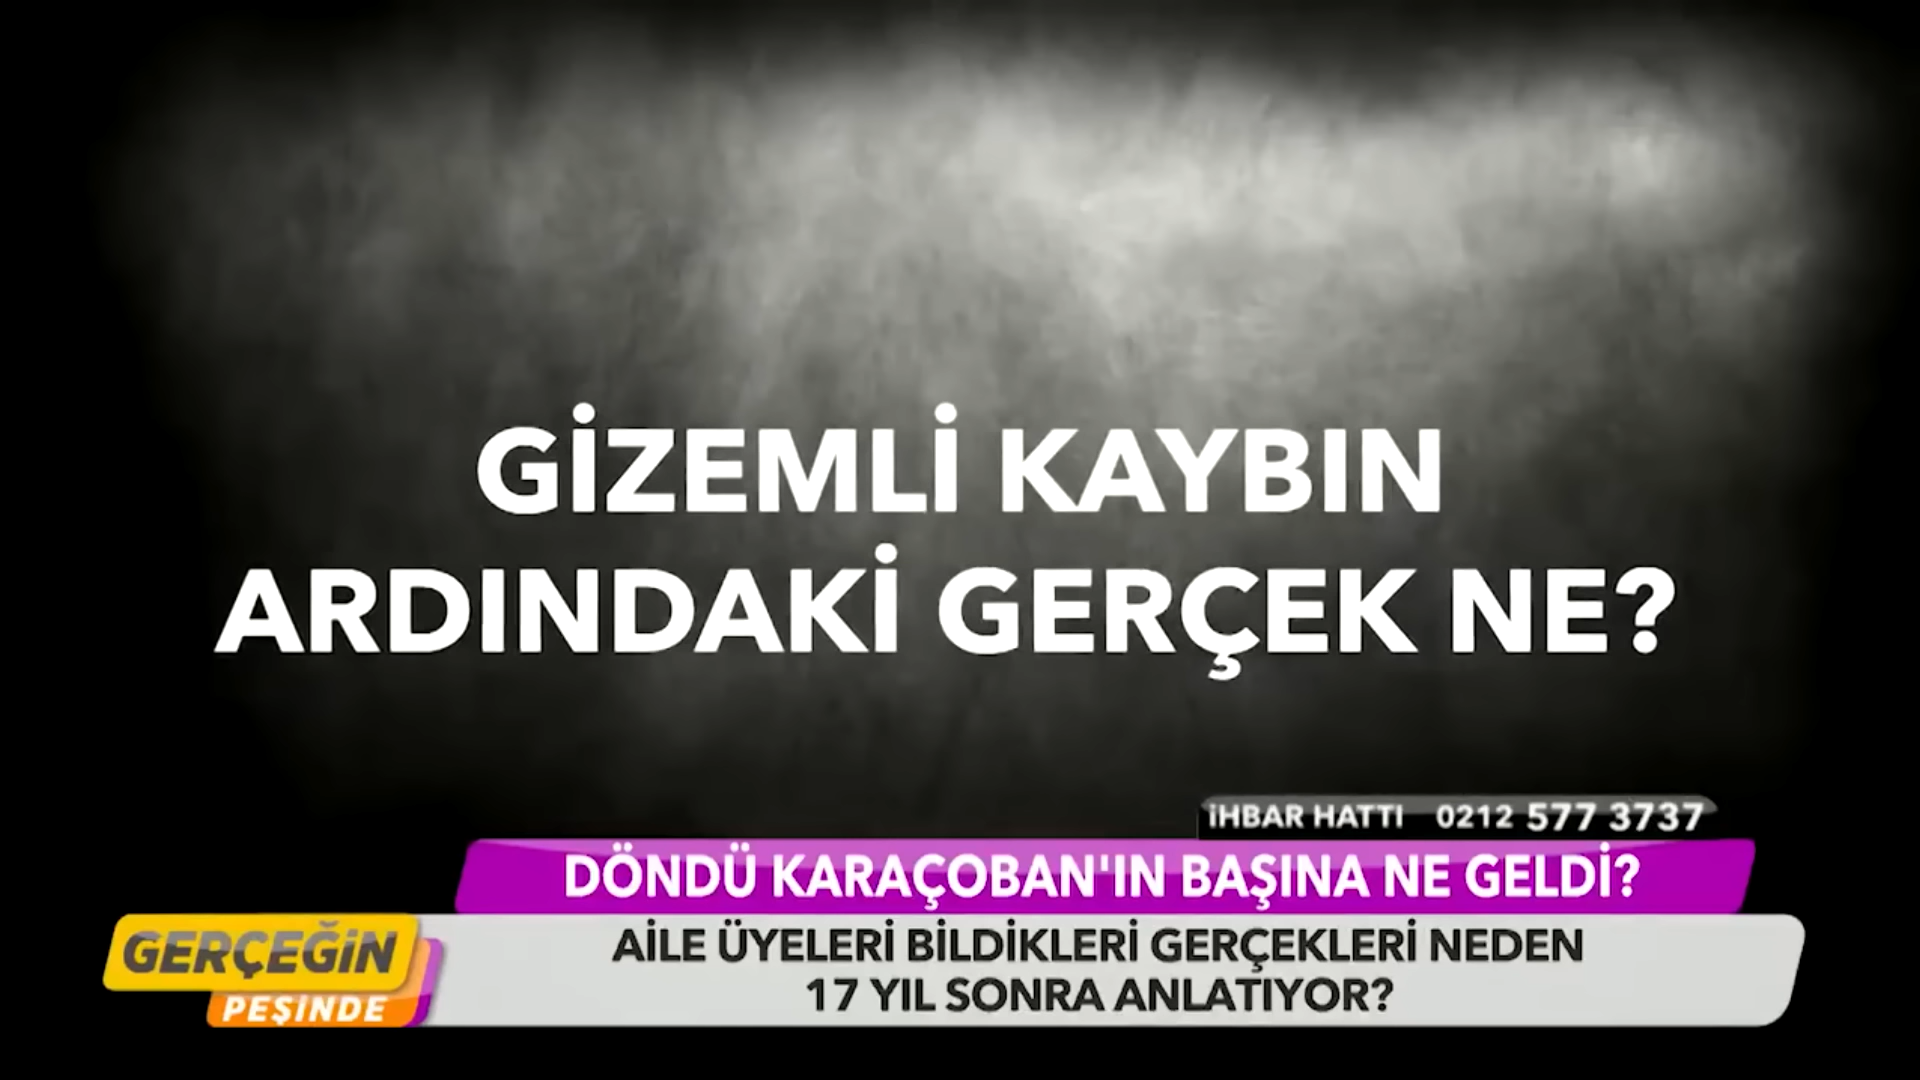 GİZEMLİ KAYBIN
ARDINDAKİ GERÇEK NE?
İHBAR HATTI 0212 577 3737
DÖNDÜ KARAÇOBAN'IN BAŞINA NE GELDİ?
GERÇEĞİN
PEŞİNDE
AİLE ÜYELERİ BİLDİKLERİ GERÇEKLERİ NEDEN
17 YIL SONRA ANLATIYOR?